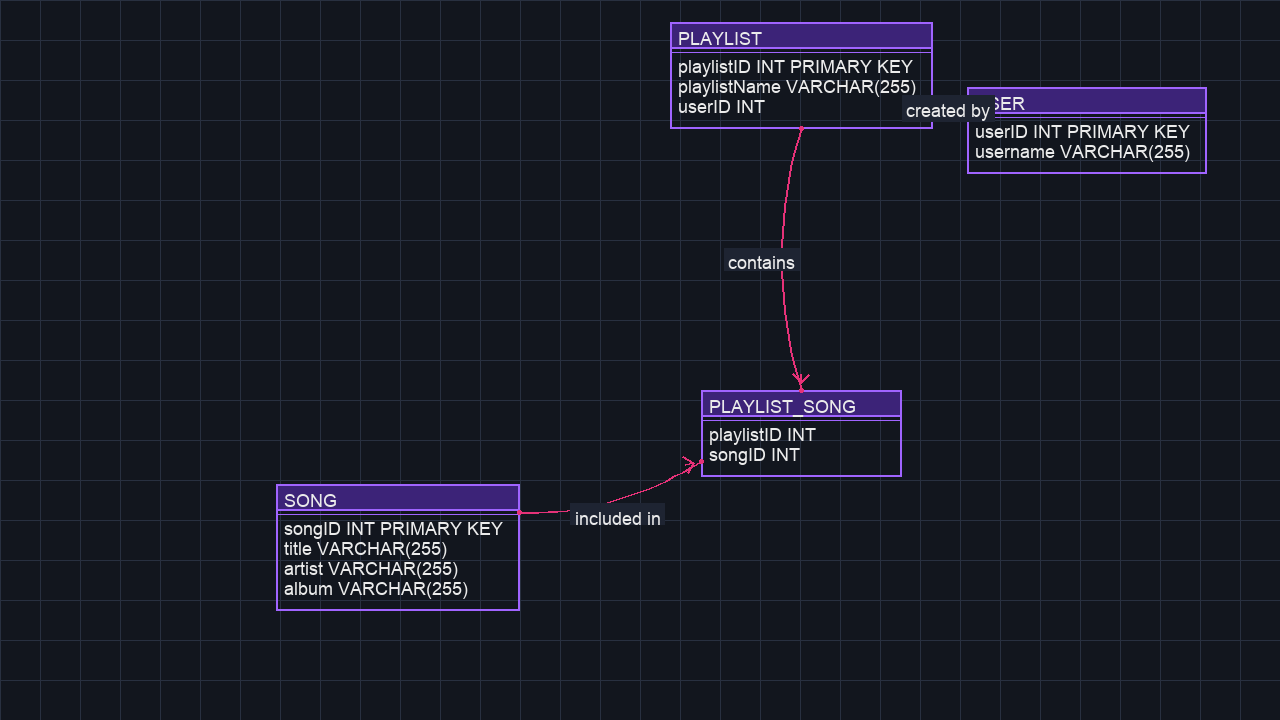 PLAYLIST
playlistID INT PRIMARY KEY
playlistName VARCHAR(255)
userID INT
created by
SER
userID INT PRIMARY KEY
username VARCHAR(255)
contains
PLAYLIST_SONG
playlistID INT
songID INT
included in
SONG
songID INT PRIMARY KEY
title VARCHAR(255)
artist VARCHAR(255)
album VARCHAR(255)